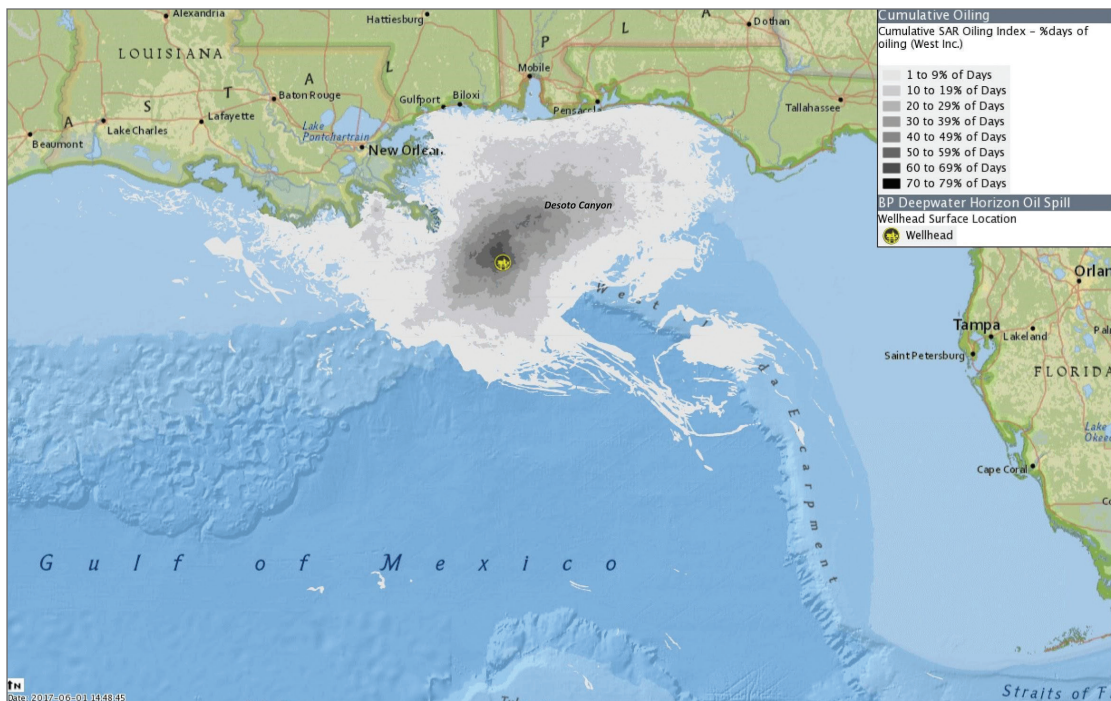 Cumulative Oiling
Cumulative SAR Oiling Index - %days of
oiling (West Inc.)
1 to 9% of Days
10 to 19% of Days
20 to 29% of Days
30 to 39% of Days
40 to 49% of Days
50 to 59% of Days
60 to 69% of Days
70 to 79% of Days
BP Deepwater Horizon Oil Spill
Wellhead Surface Location
Wellhead
Alexandria
Hattiesburg
Dothan
LOUISIANA
Mobile
Baton Rouge
Gulfport
Biloxi
Tallahassee
Lafayette
Lake Charles
Lake
Pontchartrain
Beaumont
Desoto Canyon
Tampa
Lakeland
Saint Petersburg
FLORIDA
Lake
Cape Coral
Gulf of Mexico
Straits of
N
Date: 2017-06-01 14:48:45